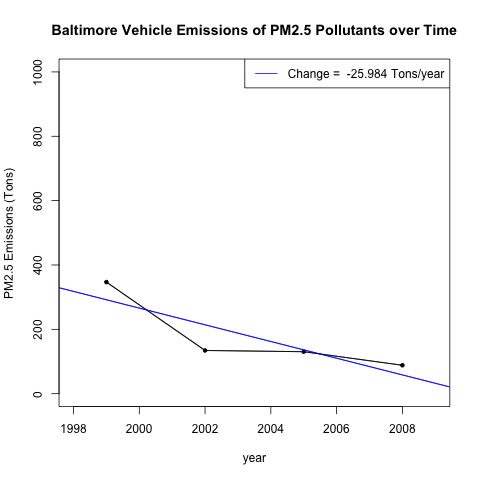 Baltimore Vehicle Emissions of PM2.5 Pollutants over Time
Change =  -25.984 Tons/year
PM2.5 Emissions (Tons)
1000
800
600
400
200
0
1998 2000 2002 2004 2006 2008
year